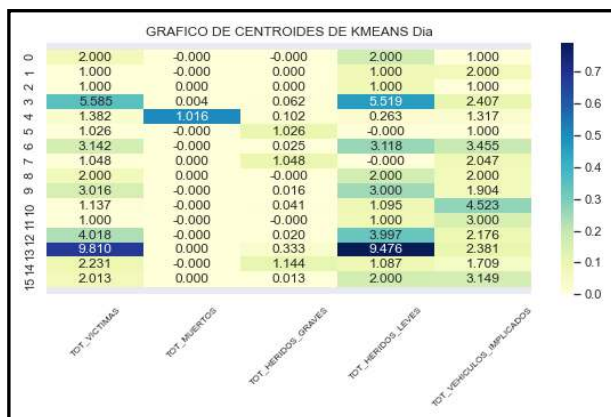 GRAFICO DE CENTROIDES DE KMEANS Dia
0 2.000 -0.000 -0.000 2.000 1.000
1 1.000 -0.000 0.000 1.000 2.000
2 1.000 0.000 0.000 1.000 1.000
3 5.585 0.004 0.062 5.519 2.407
4 1.382 1.016 0.102 0.263 1.317
5 1.026 -0.000 1.026 -0.000 1.000
6 3.142 -0.000 0.025 3.118 3.455
7 1.048 0.000 1.048 -0.000 2.047
8 2.000 0.000 -0.000 2.000 2.000
9 3.016 -0.000 0.016 3.000 1.904
10 1.137 -0.000 0.041 1.095 4.523
11 1.000 -0.000 -0.000 1.000 3.000
12 4.018 -0.000 0.020 3.997 2.176
13 9.810 0.000 0.333 9.476 2.381
14 2.231 -0.000 1.144 1.087 1.709
15 2.013 0.000 0.013 2.000 3.149
TOT_VICTIMAS
TOT_MUERTOS
TOT_HERIDOS_GRAVES
TOT_HERIDOS_LEVES
TOT_VEHICULOS_IMPLICADOS
0.7
0.6
0.5
0.4
0.3
0.2
0.1
0.0